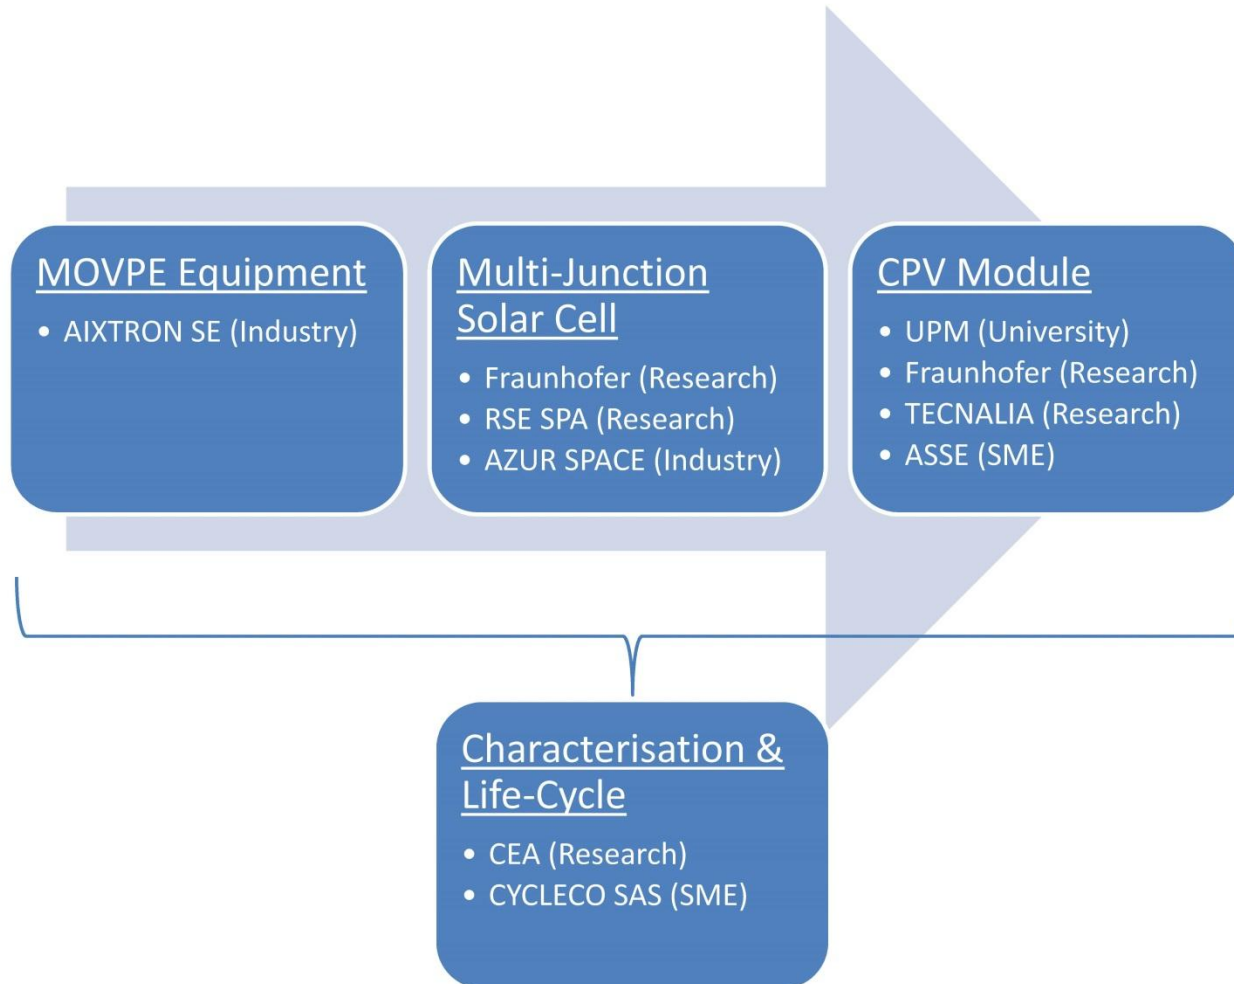 MOVPE Equipment
• AIXTRON SE (Industry)
Multi-Junction
Solar Cell
• Fraunhofer (Research)
• RSE SPA (Research)
• AZUR SPACE (Industry)
CPV Module
• UPM (University)
• Fraunhofer (Research)
• TECNALIA (Research)
• ASSE (SME)
Characterisation &
Life-Cycle
• CEA (Research)
• CYCLECO SAS (SME)